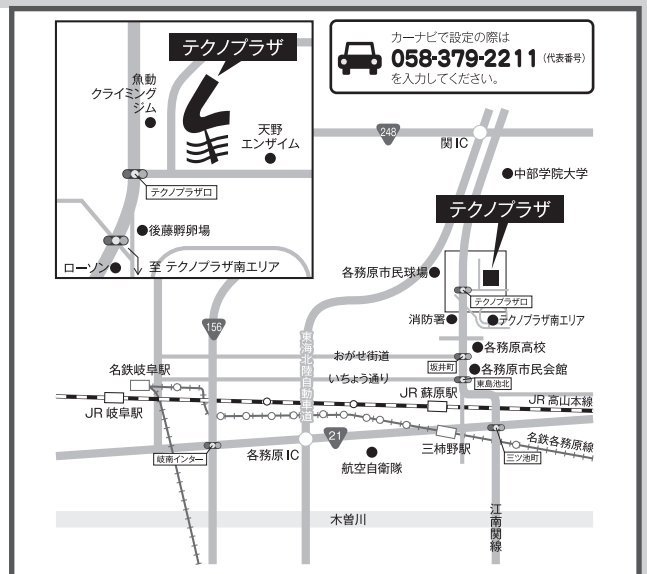 カーナビで設定の際は
058-379-2211 (代表番号)
を入力してください。
テクノプラザ
魚動
クライミング
ジム
天野
エンザイム
テクノプラザ口
後藤孵卵場
ローソン
至 テクノプラザ南エリア
248
関IC
中部学院大学
テクノプラザ
各務原市民球場
テクノプラザ口
消防署
テクノプラザ南エリア
156
東海北陸自動車道
おがせ街道
坂井町
各務原高校
各務原市民会館
名鉄岐阜駅
いちょう通り
東島池北
JR 蘇原駅
JR 高山本線
JR 岐阜駅
21
名鉄各務原線
岐南インター
各務原IC
三柿野駅
三ツ池町
航空自衛隊
木曽川
江南関線